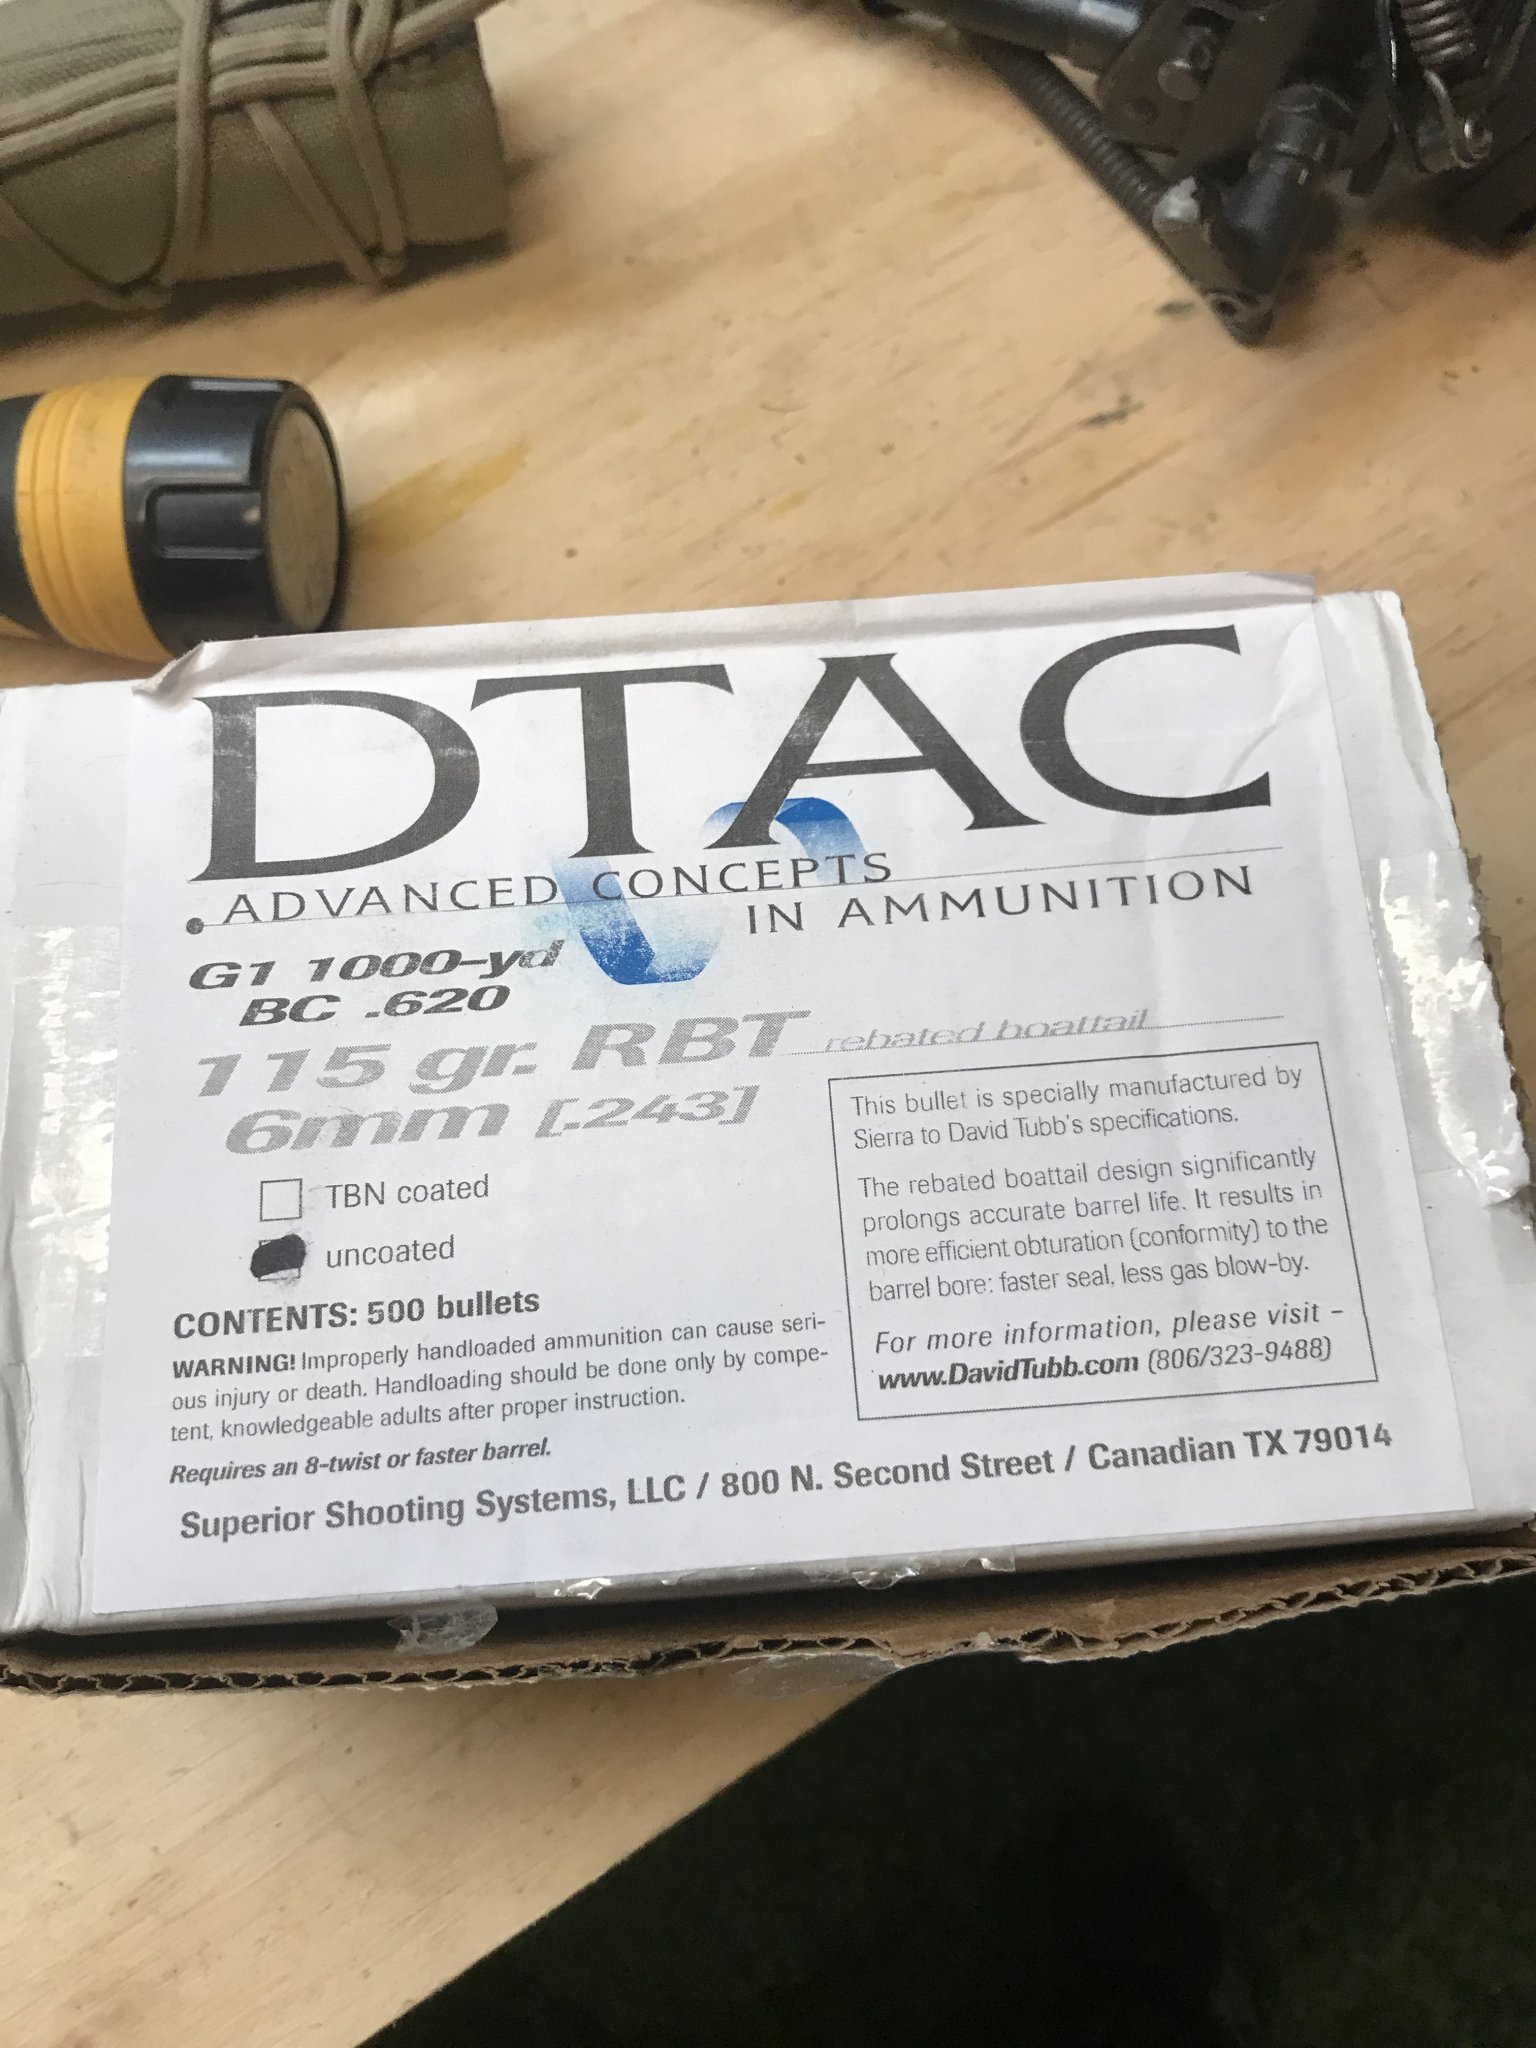 DTAC
ADVANCED CONCEPTS
IN AMMUNITION
G1 1000-yd
BC .620
115 gr. RBT rebated boattail
6mm [.243]
TBN coated
uncoated
CONTENTS: 500 bullets
WARNING! Improperly handloaded ammunition can cause seri-
ous injury or death. Handloading should be done only by compe-
tent, knowledgeable adults after proper instruction.
Requires an 8-twist or faster barrel.
This bullet is specially manufactured by
Sierra to David Tubb's specifications.
The rebated boattail design significantly
prolongs accurate barrel life. It results in
more efficient obturation (conformity) to the
barrel bore: faster seal, less gas blow-by.
For more information, please visit –
www.DavidTubb.com (806/323-9488)
Superior Shooting Systems, LLC / 800 N. Second Street / Canadian TX 79014